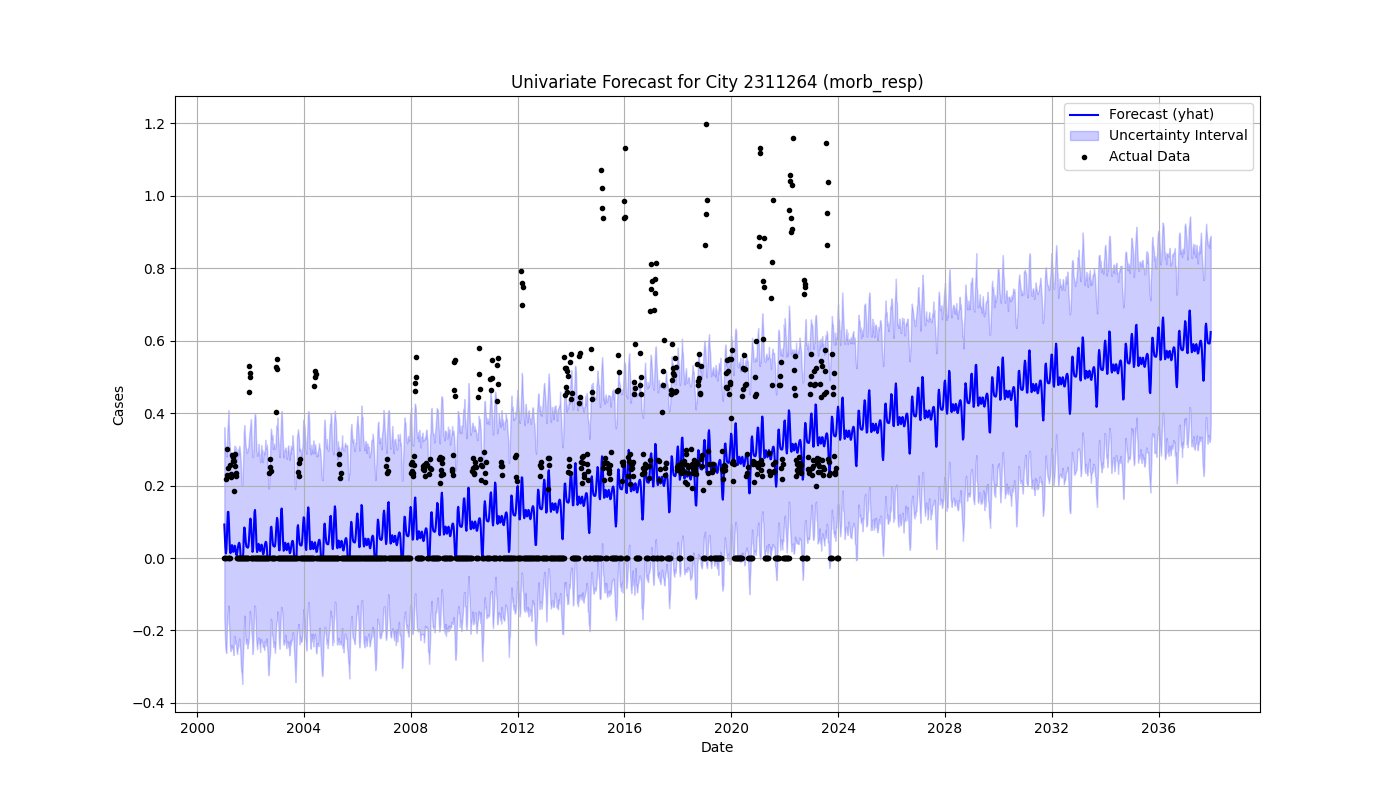 Univariate Forecast for City 2311264 (morb_resp)
Forecast (yhat)
Uncertainty Interval
Actual Data
Cases
1.2
1.0
0.8
0.6
0.4
0.2
0.0
−0.2
−0.4
2000 2004 2008 2012 2016 2020 2024 2028 2032 2036
Date